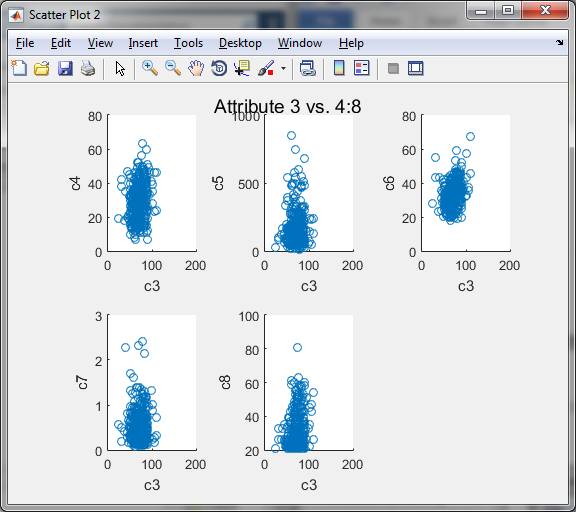 Scatter Plot 2
File Edit View Insert Tools Desktop Window Help
Attribute 3 vs. 4:8
80
60
40
20
0
c4
0 100 200
c3
1000
500
0
c5
0 100 200
c3
80
60
40
20
0
c6
0 100 200
c3
3
2
1
0
c7
0 100 200
c3
100
80
60
40
20
c8
0 100 200
c3